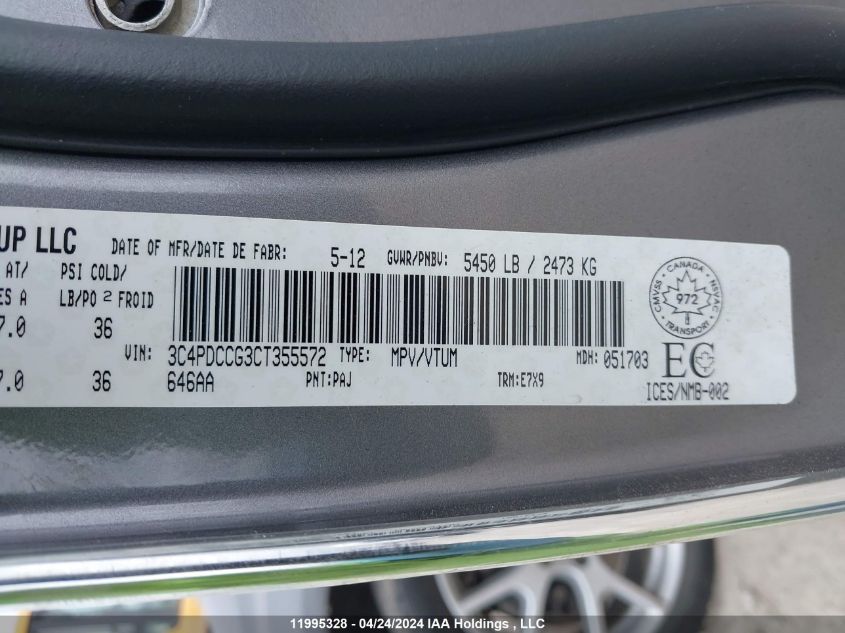 UP LLC DATE OF MFR/DATE DE FABR: 5-12 GVWR/PNBV: 5450 LB / 2473 KG
AT/ PSI COLD/
ES A LB/PO 2 FROID
7.0 36
VIN: 3C4PDCCG3CT355572 TYPE: MPV/VTUM MDH: 051703
7.0 36 646AA PNT:PAJ TRM:E7X9
CMVSS - CANADA - NSVAC
972
TRANSPORT
EC
ICES/NMB-002
11995328 - 04/24/2024 IAA Holdings , LLC